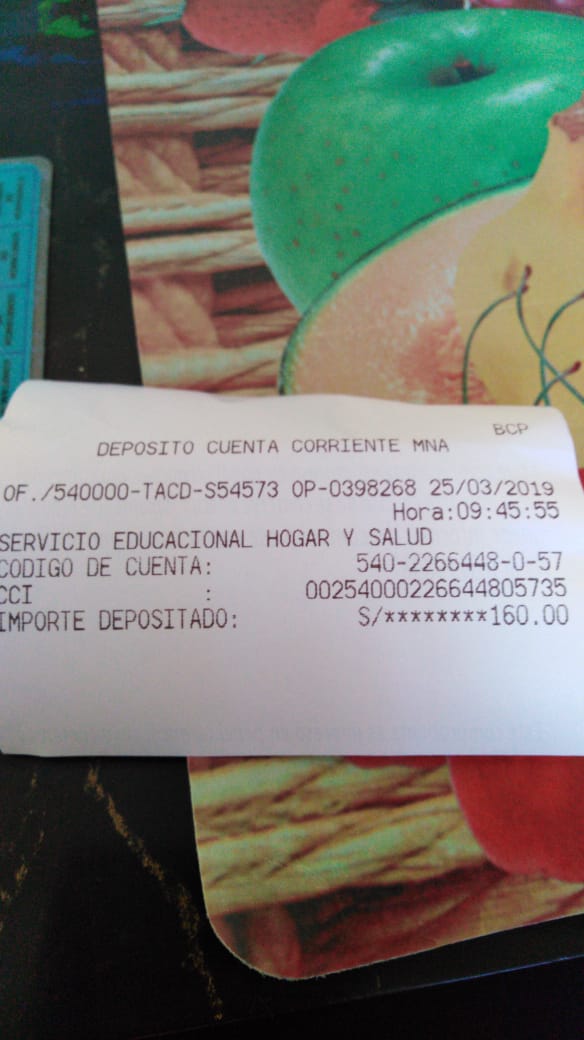 BCP
DEPOSITO CUENTA CORRIENTE MNA
OF./540000-TACD-S54573 OP-0398268 25/03/2019
Hora:09:45:55
SERVICIO EDUCACIONAL HOGAR Y SALUD
CODIGO DE CUENTA: 540-2266448-0-57
CCI : 00254000226644805735
IMPORTE DEPOSITADO: S/********160.00